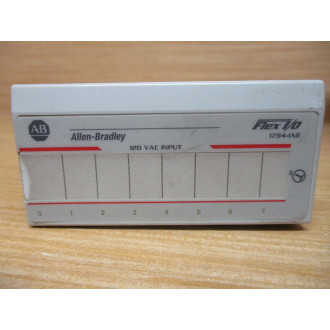 AB
Allen-Bradley
Flex I/O
1794-IA8
120 VAC INPUT
0 1 2 3 4 5 6 7